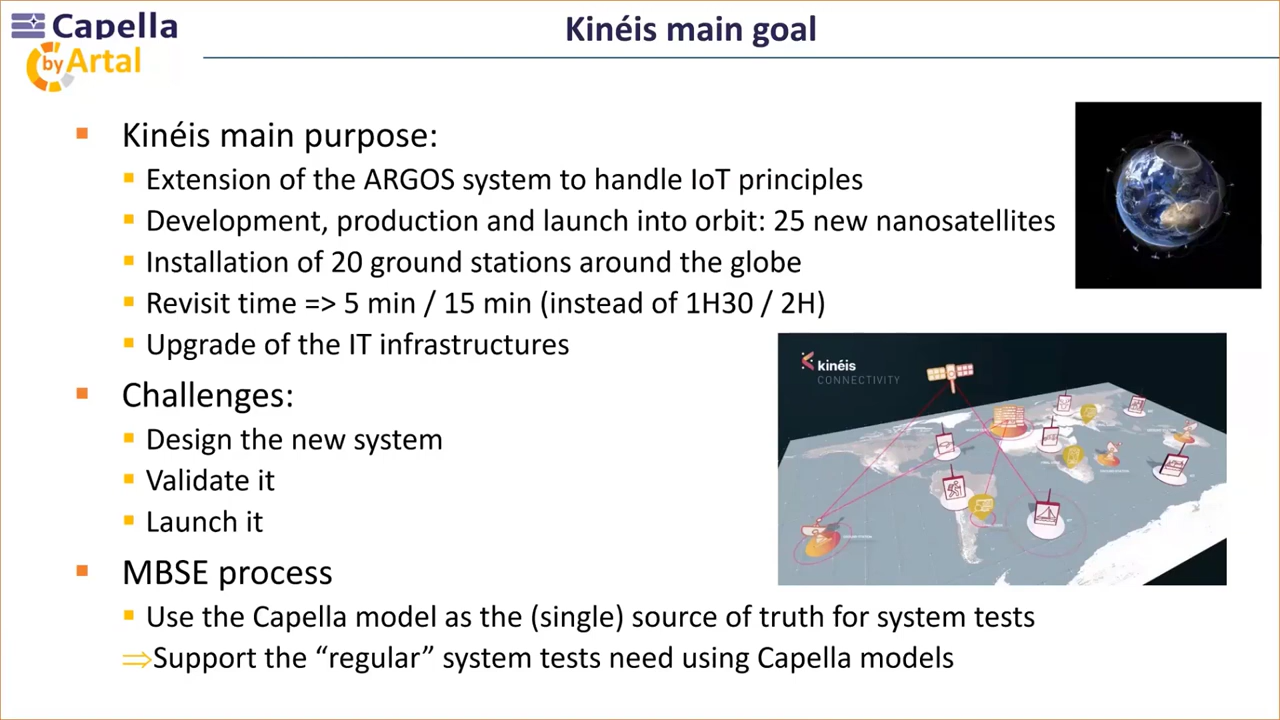 Capella
by Artal
Kinéis main goal
Kinéis main purpose:
Extension of the ARGOS system to handle IoT principles
Development, production and launch into orbit: 25 new nanosatellites
Installation of 20 ground stations around the globe
Revisit time => 5 min / 15 min (instead of 1H30 / 2H)
Upgrade of the IT infrastructures
Challenges:
Design the new system
Validate it
Launch it
MBSE process
Use the Capella model as the (single) source of truth for system tests
⇒Support the “regular” system tests need using Capella models
kinéis
CONNECTIVITY